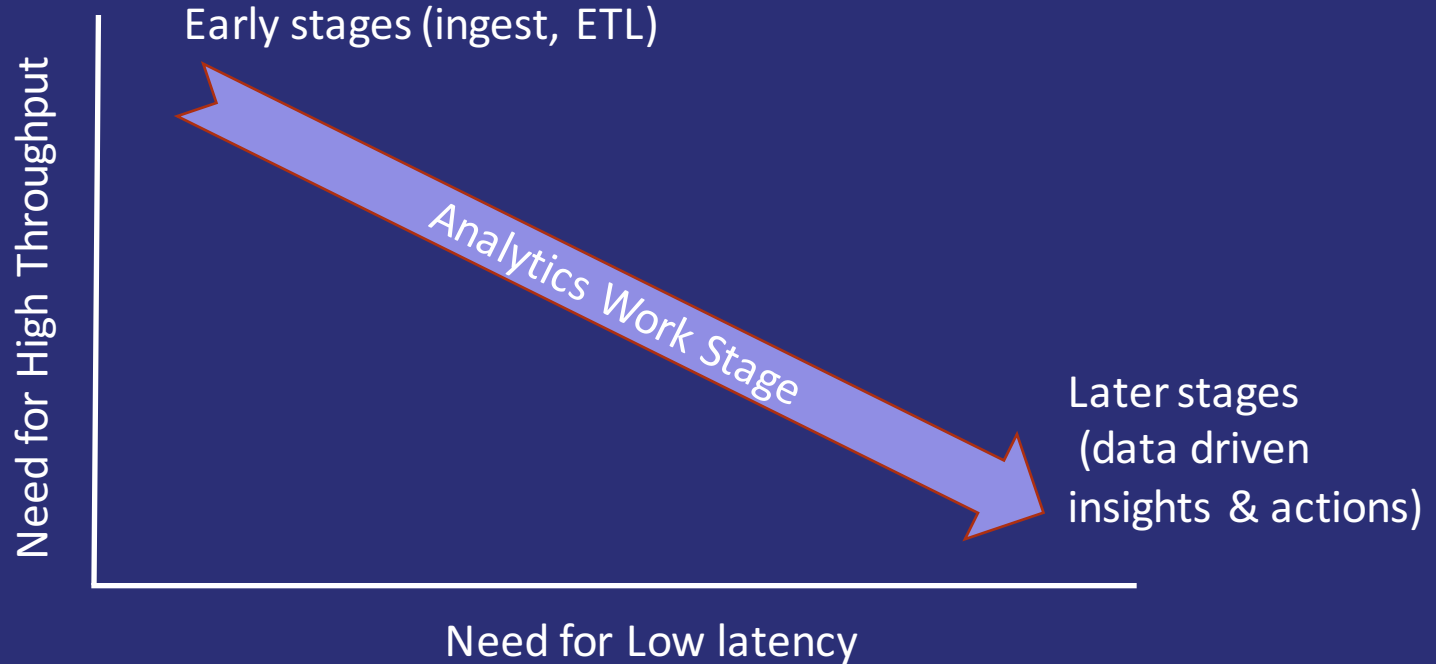 Early stages (ingest, ETL)
Need for High Throughput
Analytics Work Stage
Later stages
(data driven
insights & actions)
Need for Low latency